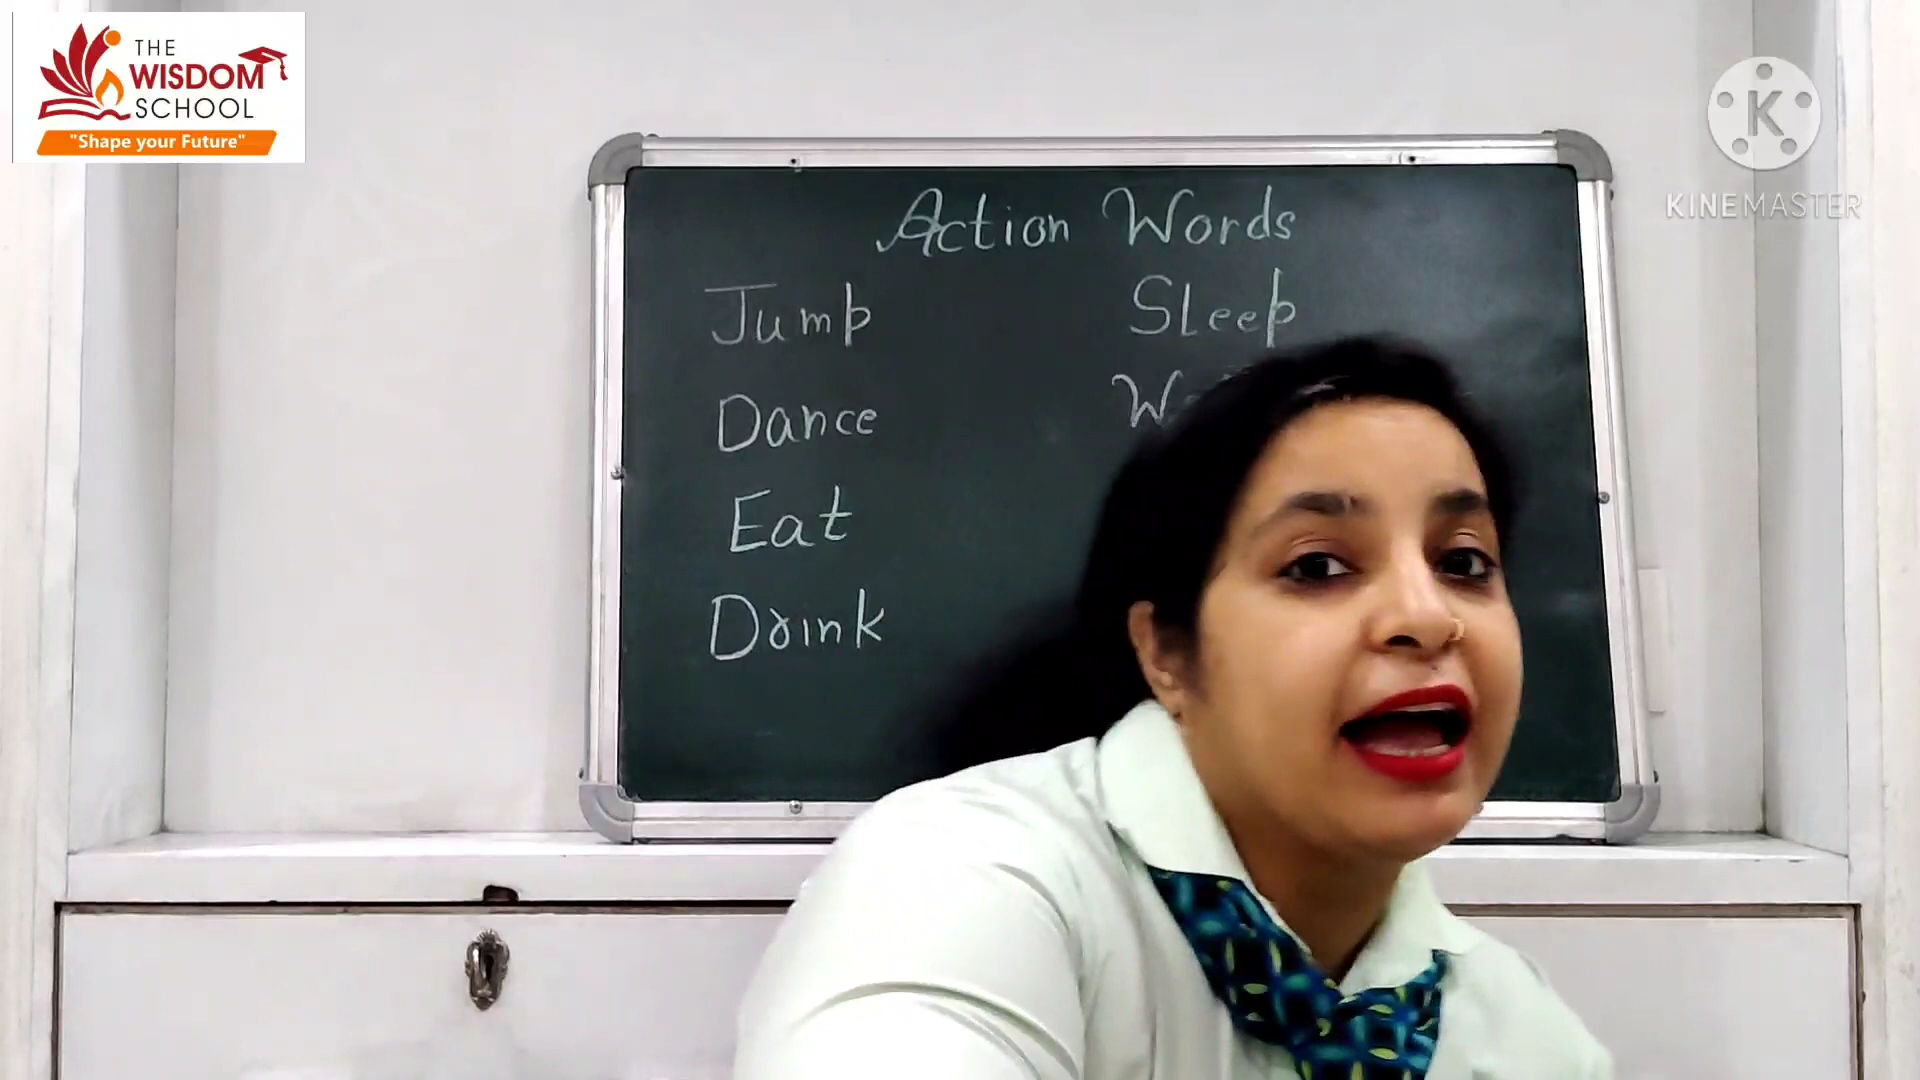 THE
WISDOM
SCHOOL
"Shape your Future"
K
KINEMASTER
Action Words
Jump
Sleep
Dance
Eat
Drink